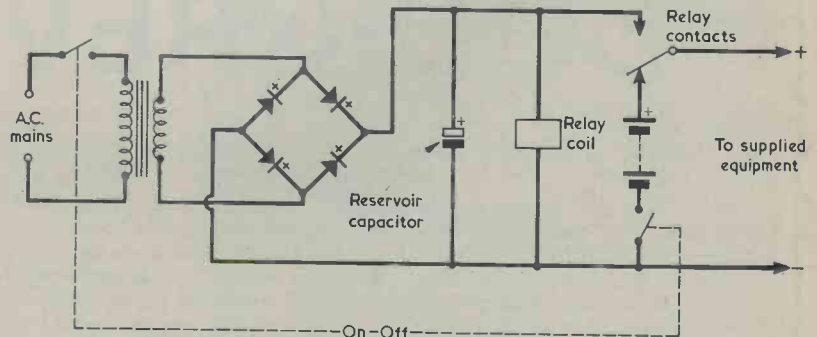 A.C.
mains
+
+
+
+
Reservoir
capacitor
+
Relay
coil
Relay
contacts
+
+
To supplied
equipment
-
On-Off